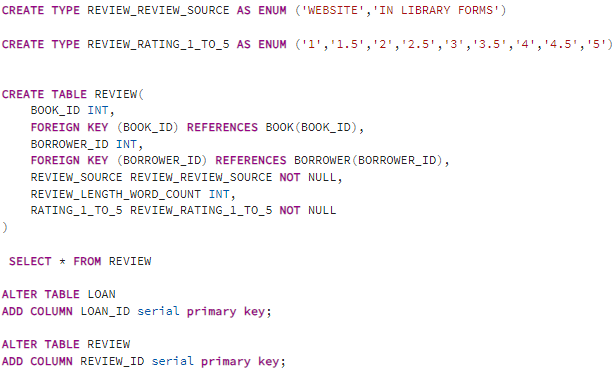 CREATE TYPE REVIEW_REVIEW_SOURCE AS ENUM ('WEBSITE','IN LIBRARY FORMS')
CREATE TYPE REVIEW_RATING_1_TO_5 AS ENUM ('1','1.5','2','2.5','3','3.5','4','4.5','5')
CREATE TABLE REVIEW(
    BOOK_ID INT,
    FOREIGN KEY (BOOK_ID) REFERENCES BOOK(BOOK_ID),
    BORROWER_ID INT,
    FOREIGN KEY (BORROWER_ID) REFERENCES BORROWER(BORROWER_ID),
    REVIEW_SOURCE REVIEW_REVIEW_SOURCE NOT NULL,
    REVIEW_LENGTH_WORD_COUNT INT,
    RATING_1_TO_5 REVIEW_RATING_1_TO_5 NOT NULL
)
SELECT * FROM REVIEW
ALTER TABLE LOAN
ADD COLUMN LOAN_ID serial primary key;
ALTER TABLE REVIEW
ADD COLUMN REVIEW_ID serial primary key;